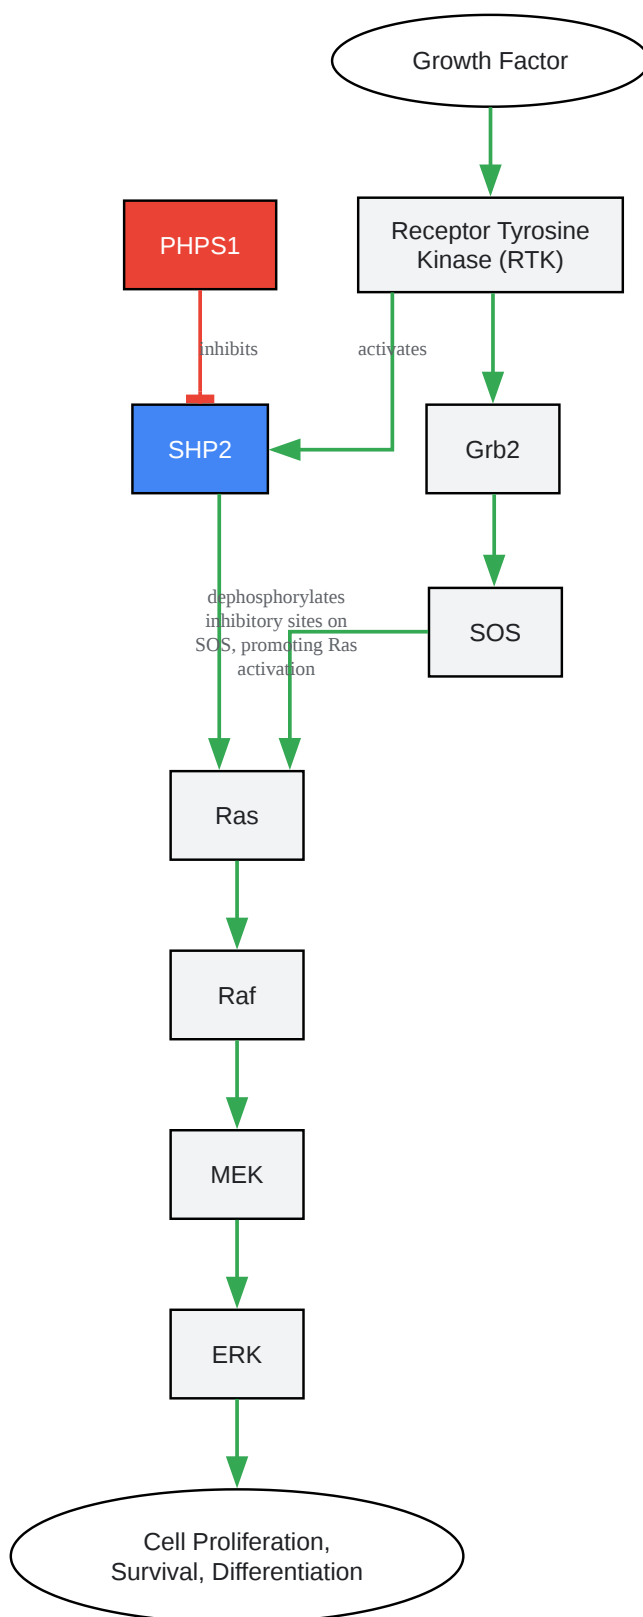 Growth Factor
PHPS1
Receptor Tyrosine
Kinase (RTK)
inhibits
activates
SHP2
Grb2
dephosphorylates
inhibitory sites on
SOS, promoting Ras
activation
SOS
Ras
Raf
MEK
ERK
Cell Proliferation,
Survival, Differentiation